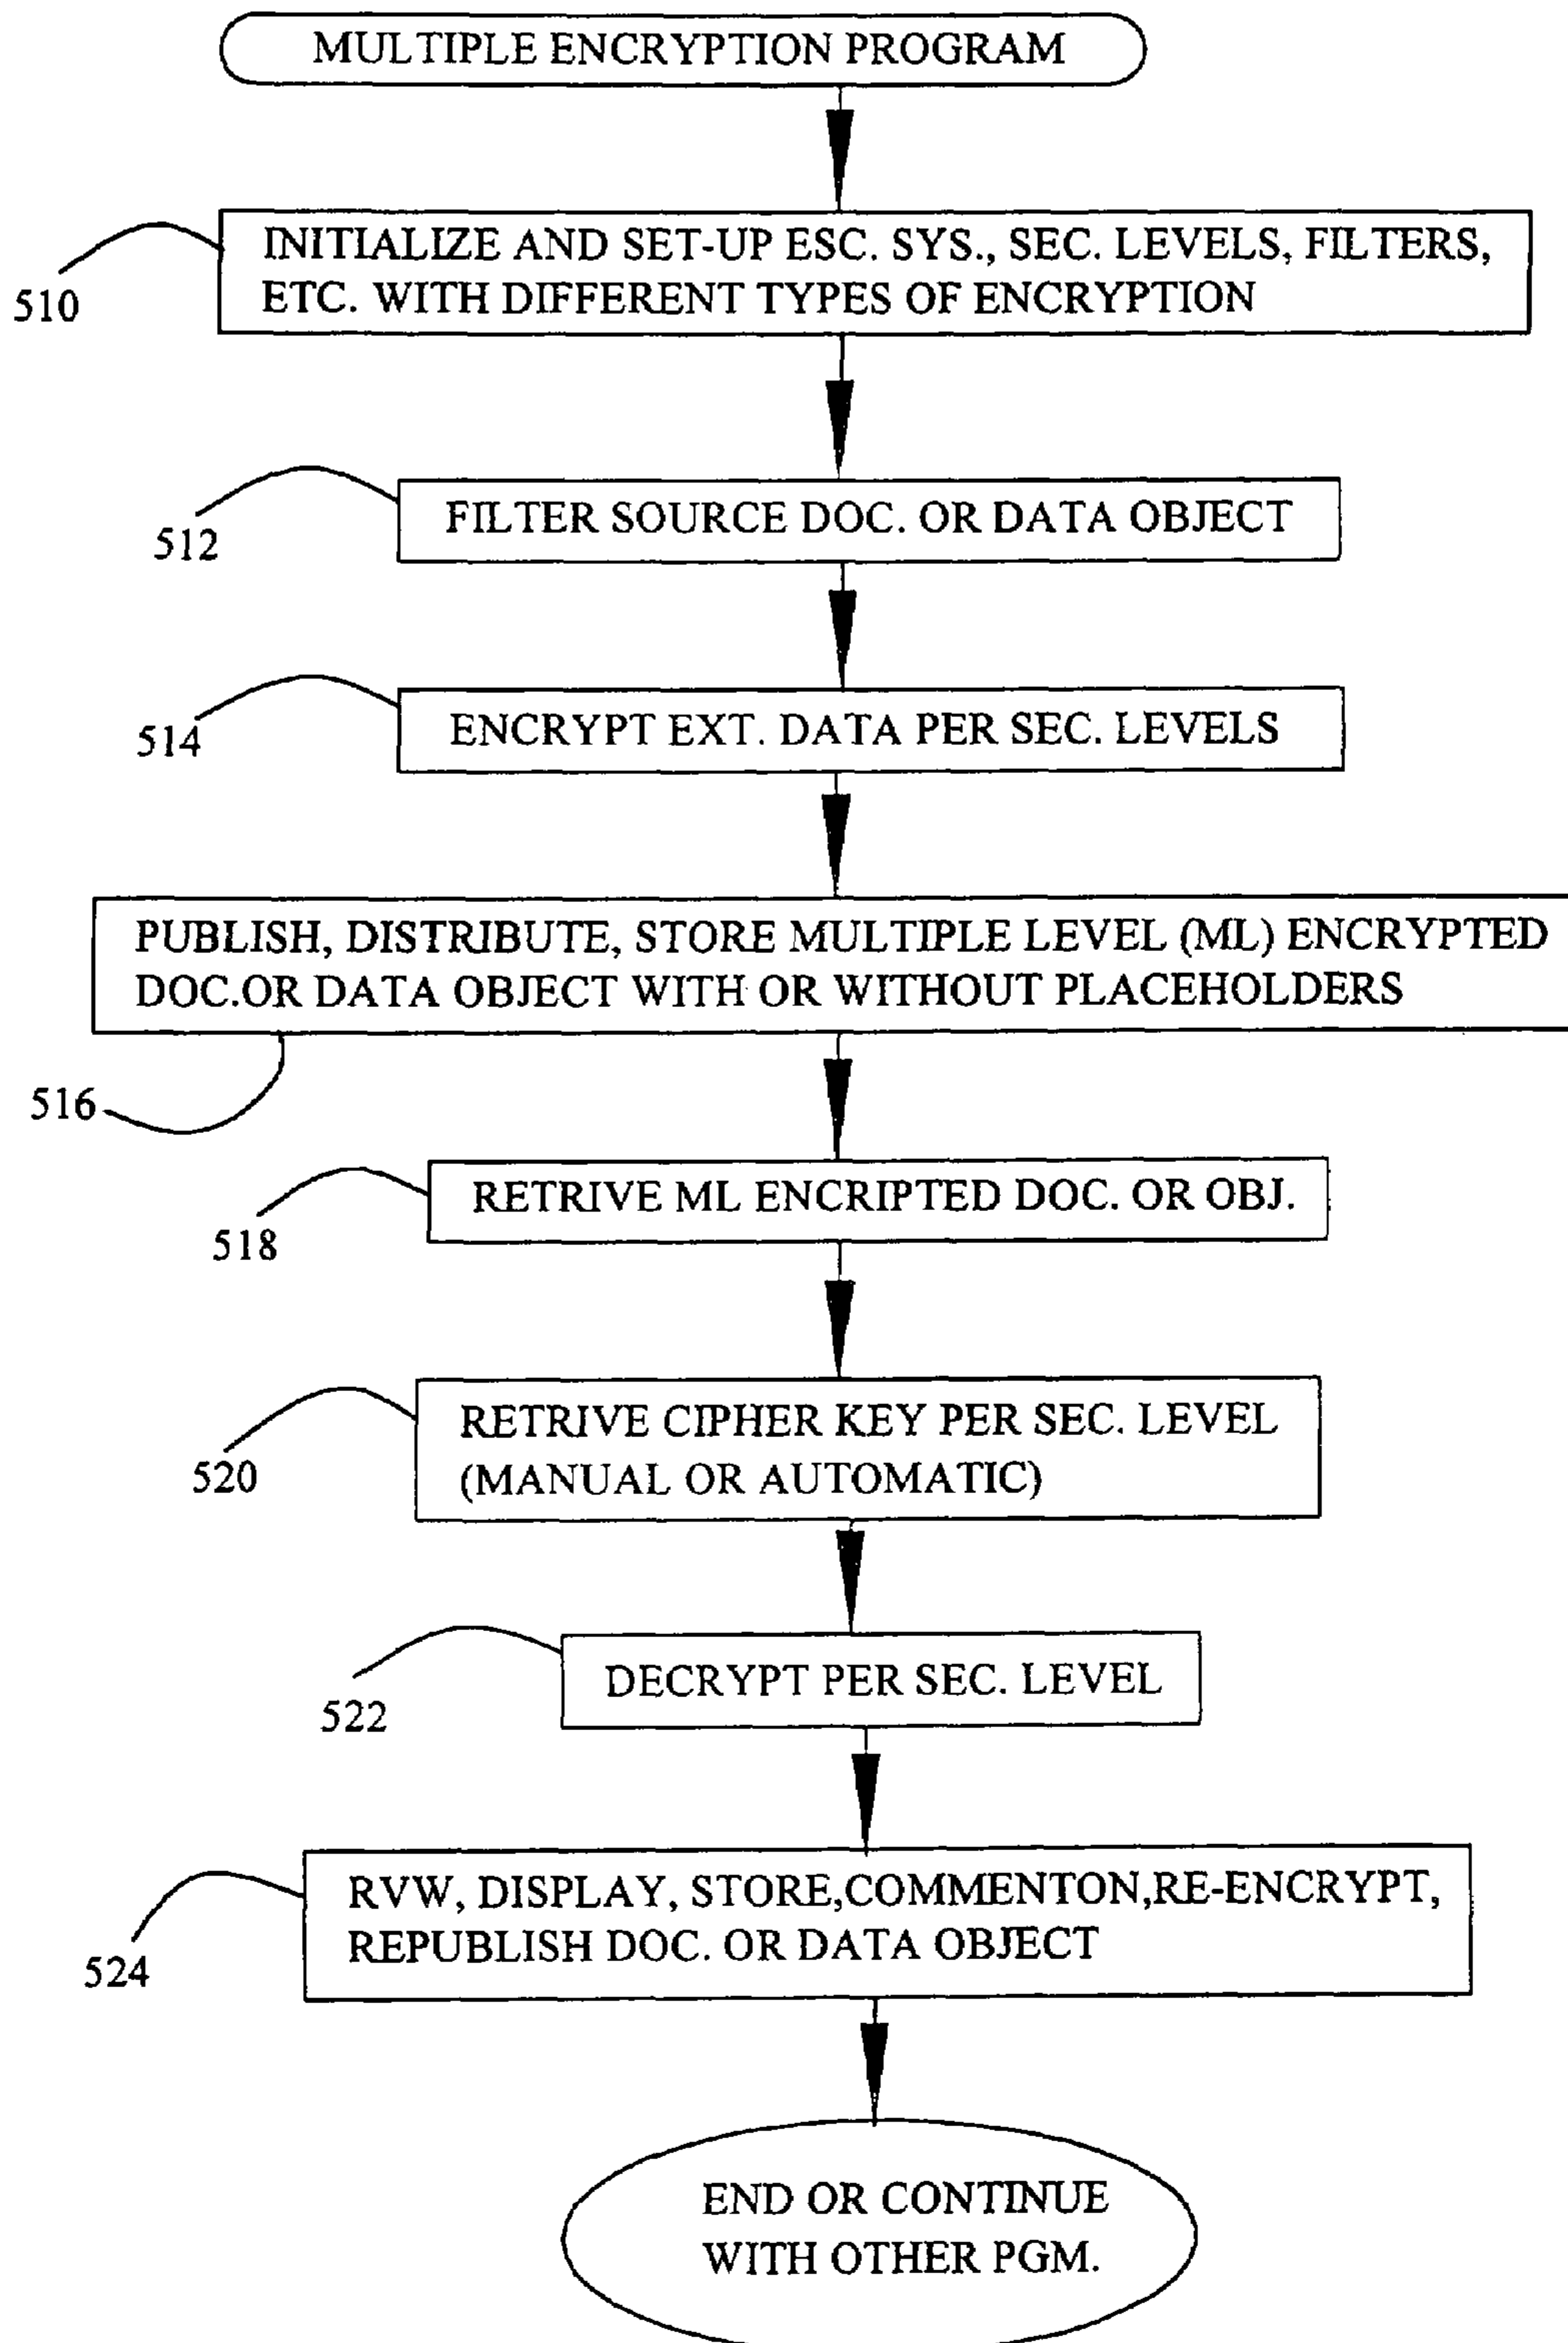 MULTIPLE ENCRYPTION PROGRAM
INITIALIZE AND SET-UP ESC. SYS., SEC. LEVELS, FILTERS,
ETC. WITH DIFFERENT TYPES OF ENCRYPTION
510
FILTER SOURCE DOC. OR DATA OBJECT
512
ENCRYPT EXT. DATA PER SEC. LEVELS
514
PUBLISH, DISTRIBUTE, STORE MULTIPLE LEVEL (ML) ENCRYPTED
DOC.OR DATA OBJECT WITH OR WITHOUT PLACEHOLDERS
516
RETRIVE ML ENCRIPTED DOC. OR OBJ.
518
RETRIVE CIPHER KEY PER SEC. LEVEL
(MANUAL OR AUTOMATIC)
520
DECRYPT PER SEC. LEVEL
522
RVW, DISPLAY, STORE,COMMENTON,RE-ENCRYPT,
REPUBLISH DOC. OR DATA OBJECT
524
END OR CONTINUE
WITH OTHER PGM.